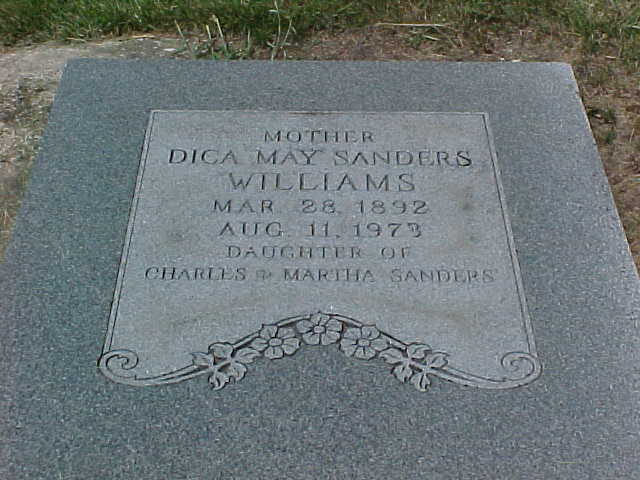 MOTHER
DICA MAY SANDERS
WILLIAMS
MAR. 28, 1892
AUG. 11, 1973
DAUGHTER OF
CHARLES & MARTHA SANDERS